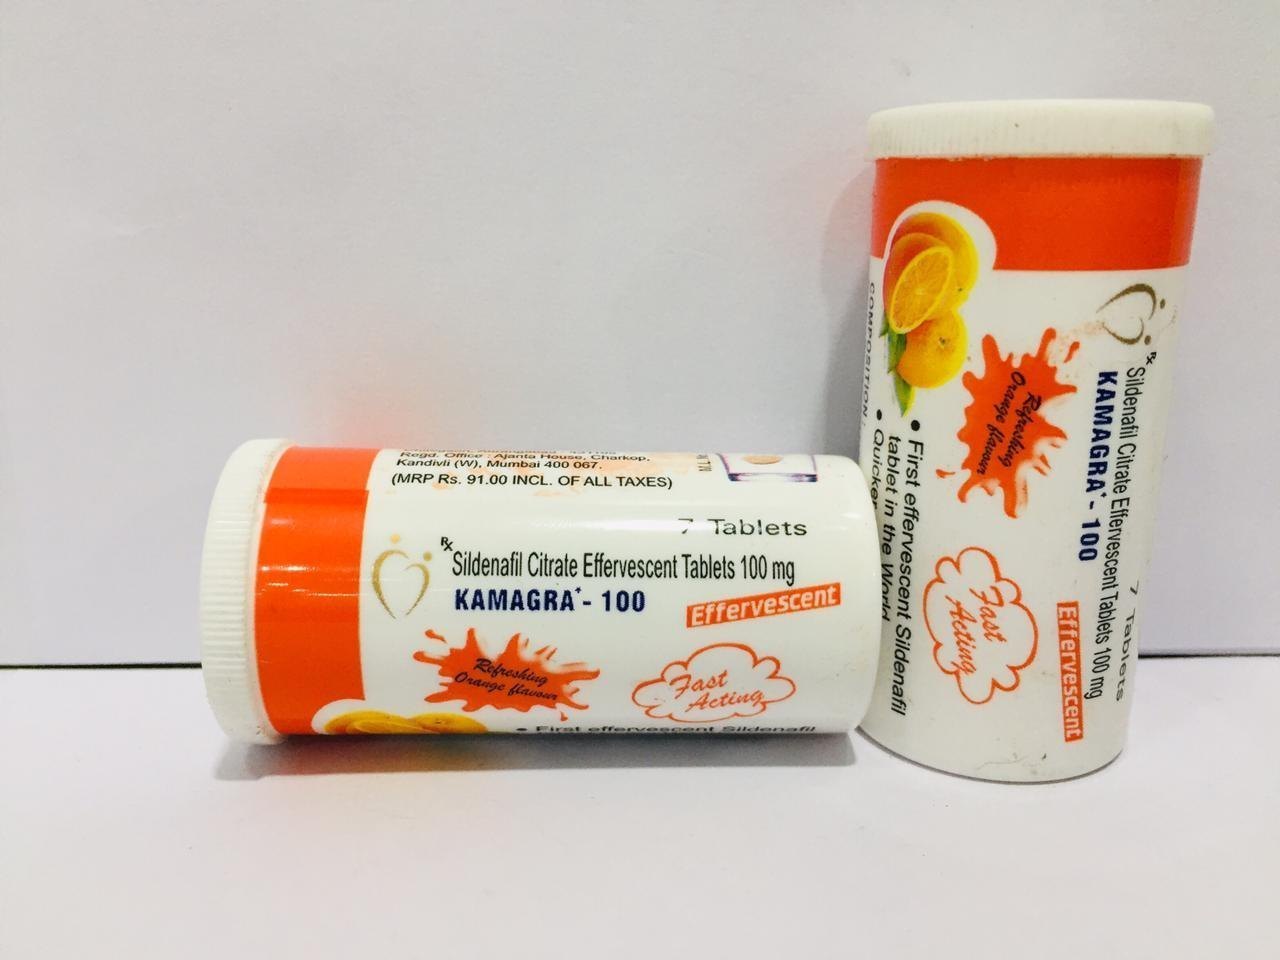 Regd. Office : Ajanta House, Charkop,
Kandivli (W), Mumbai 400 067.
(MRP Rs. 91.00 INCL. OF ALL TAXES)
7 Tablets
Rx Sildenafil Citrate Effervescent Tablets 100 mg
KAMAGRA* - 100
Effervescent
Refreshing
Orange flavour
Fast
Acting
• First effervescent Sildenafil
Rx Sildenafil Citrate Effervescent Tablets 100 mg
7 Tablets
KAMAGRA* - 100
Effervescent
Refreshing
Orange flavour
Fast
Acting
• First effervescent Sildenafil
tablet in the World
• Quicker
COMPOSITION :